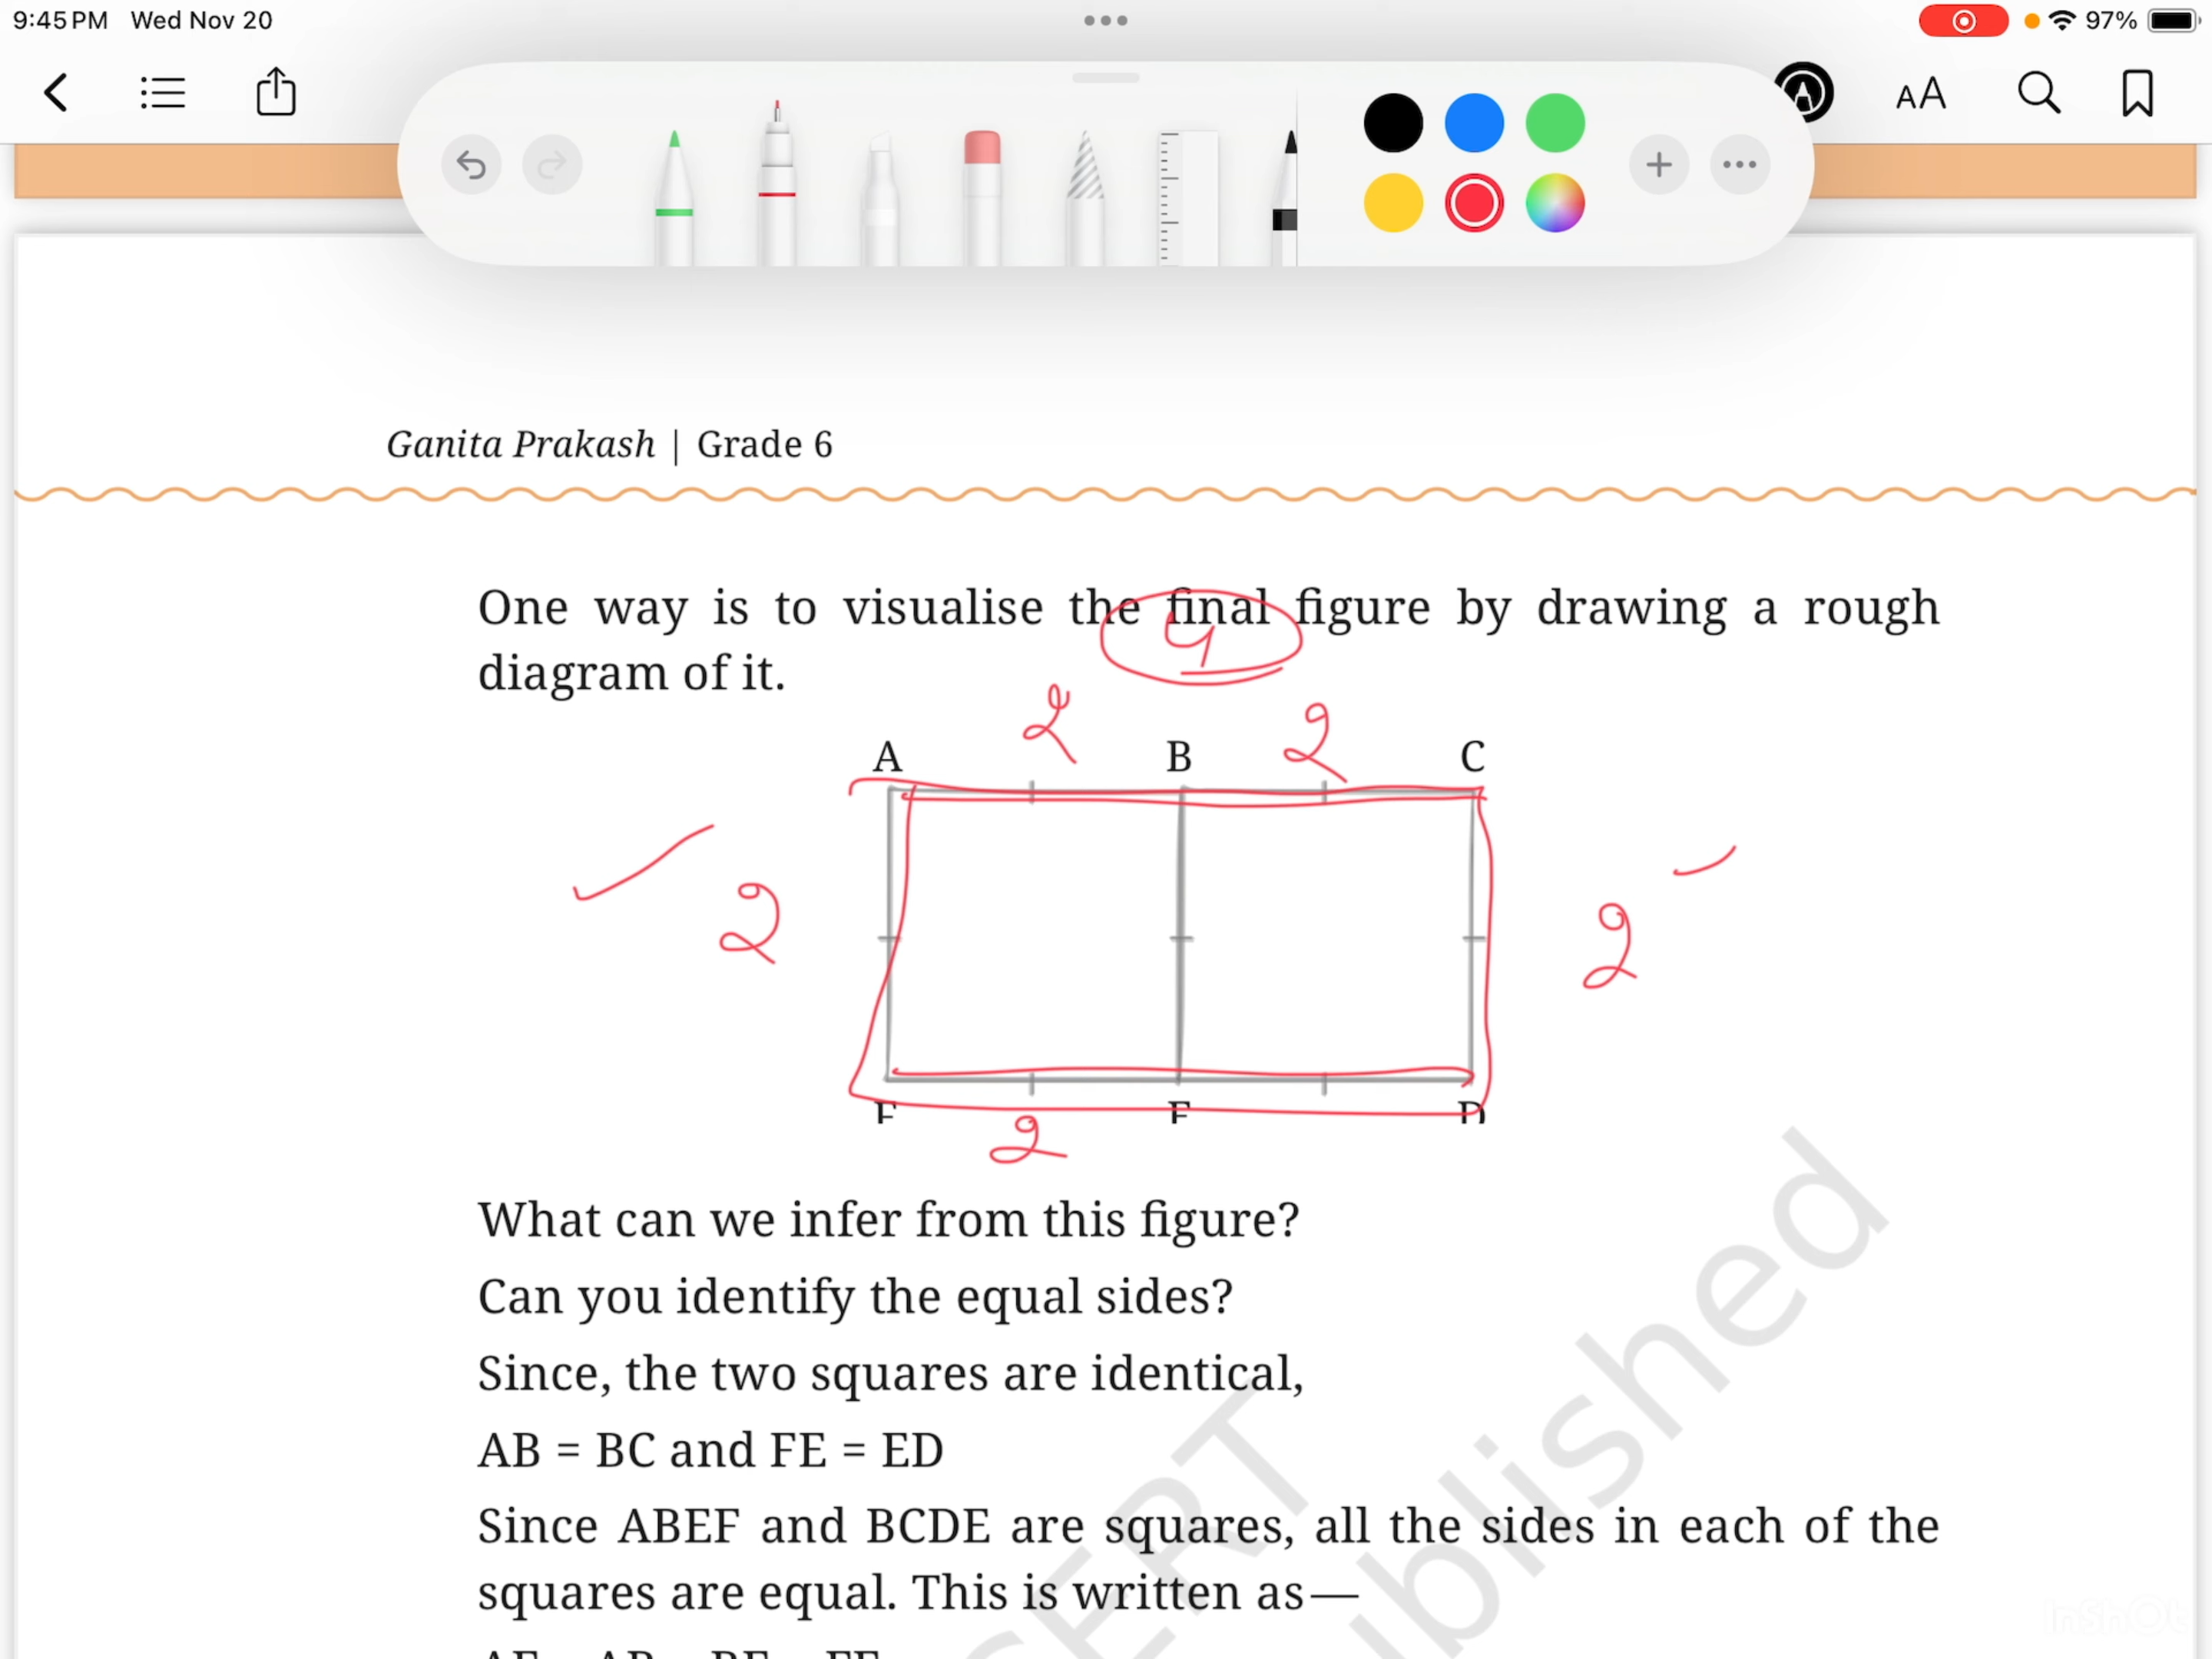 9:45 PM Wed Nov 20
97%
AA
Ganita Prakash | Grade 6
One way is to visualise the final figure by drawing a rough
diagram of it.
4
2 2
A B C
2 2
F E D
2
What can we infer from this figure?
Can you identify the equal sides?
Since, the two squares are identical,
AB = BC and FE = ED
Since ABEF and BCDE are squares, all the sides in each of the
squares are equal. This is written as—
InShOt